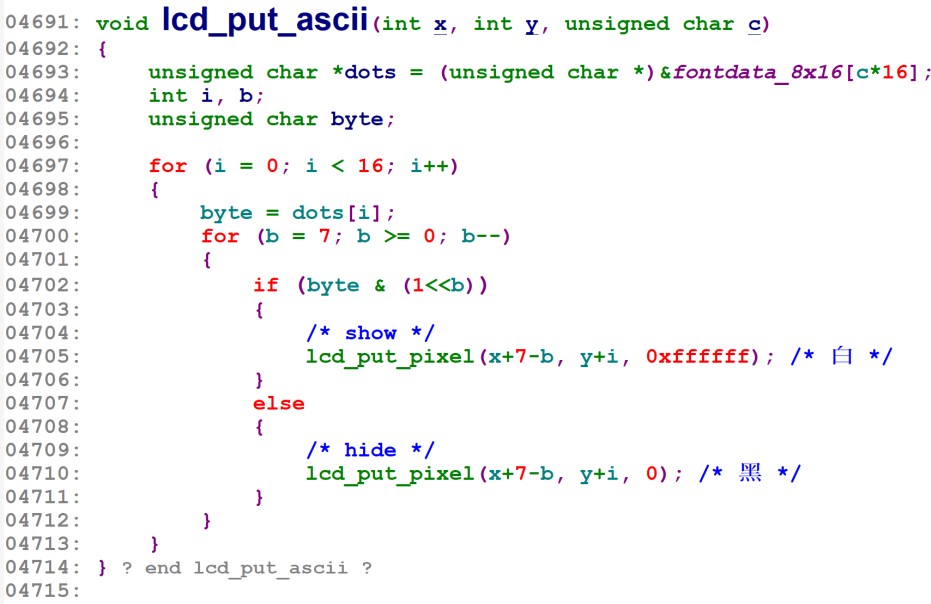 04691: void lcd_put_ascii(int x, int y, unsigned char c)
04692: {
04693:     unsigned char *dots = (unsigned char *)&fontdata_8x16[c*16];
04694:     int i, b;
04695:     unsigned char byte;
04696:
04697:     for (i = 0; i < 16; i++)
04698:     {
04699:         byte = dots[i];
04700:         for (b = 7; b >= 0; b--)
04701:         {
04702:             if (byte & (1<<b))
04703:             {
04704:                 /* show */
04705:                 lcd_put_pixel(x+7-b, y+i, 0xffffff); /* 白 */
04706:             }
04707:             else
04708:             {
04709:                 /* hide */
04710:                 lcd_put_pixel(x+7-b, y+i, 0); /* 黑 */
04711:             }
04712:         }
04713:     }
04714: } ? end lcd_put_ascii ?
04715: